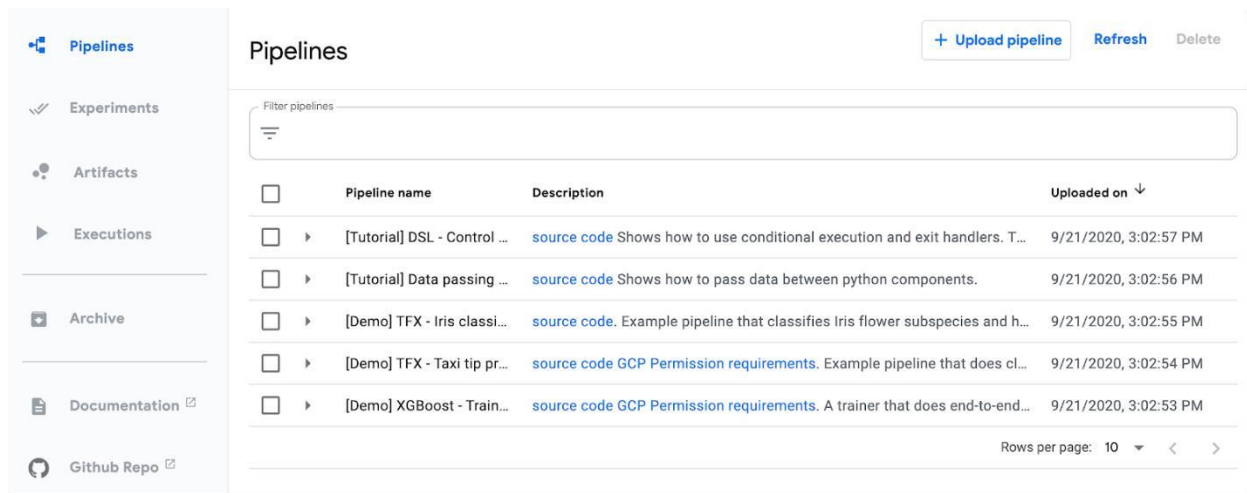 Pipelines
Experiments
Artifacts
Executions
Archive
Documentation
Github Repo
Pipelines
+ Upload pipeline Refresh Delete
Filter pipelines
Pipeline name Description Uploaded on
[Tutorial] DSL - Control ... source code Shows how to use conditional execution and exit handlers. T... 9/21/2020, 3:02:57 PM
[Tutorial] Data passing ... source code Shows how to pass data between python components. 9/21/2020, 3:02:56 PM
[Demo] TFX - Iris classi... source code. Example pipeline that classifies Iris flower subspecies and h... 9/21/2020, 3:02:55 PM
[Demo] TFX - Taxi tip pr... source code GCP Permission requirements. Example pipeline that does cl... 9/21/2020, 3:02:54 PM
[Demo] XGBoost - Train... source code GCP Permission requirements. A trainer that does end-to-end... 9/21/2020, 3:02:53 PM
Rows per page: 10